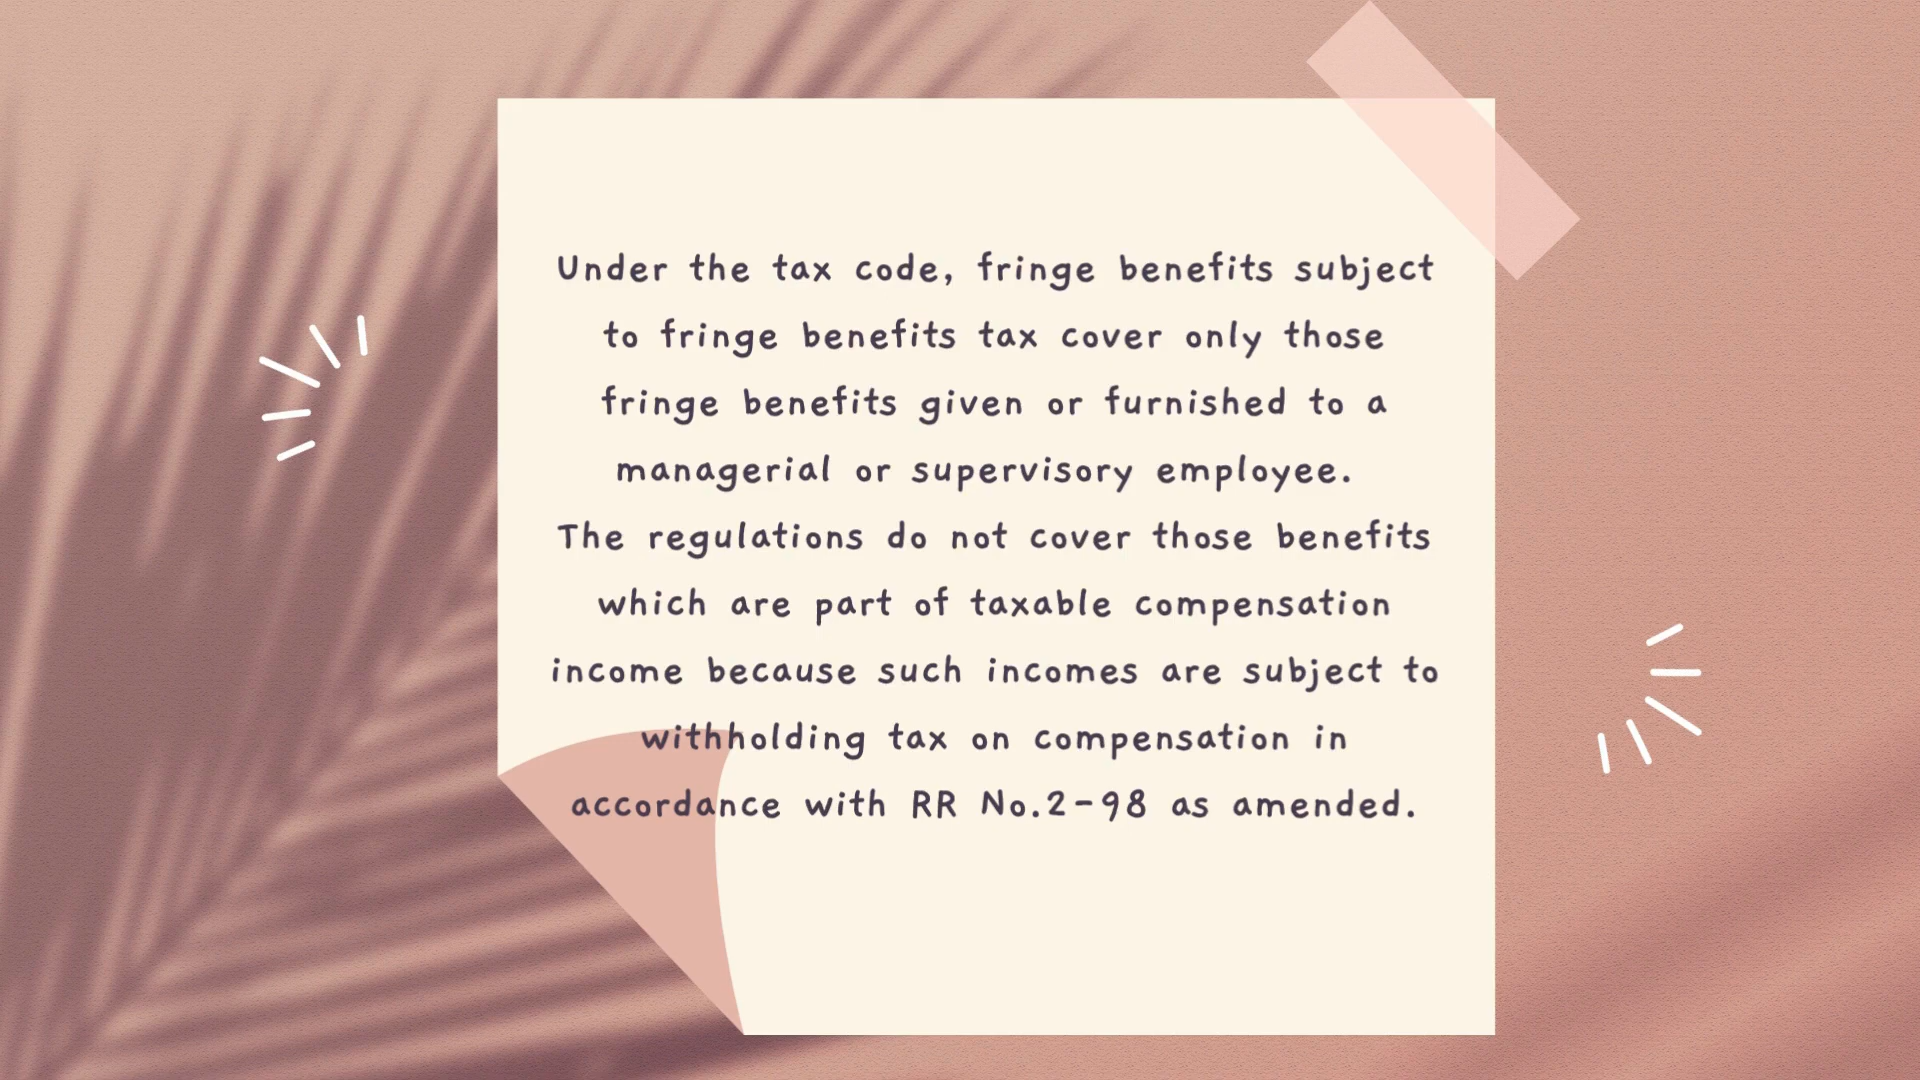 Under the tax code, fringe benefits subject
to fringe benefits tax cover only those
fringe benefits given or furnished to a
managerial or supervisory employee.
The regulations do not cover those benefits
which are part of taxable compensation
income because such incomes are subject to
withholding tax on compensation in
accordance with RR No.2-98 as amended.